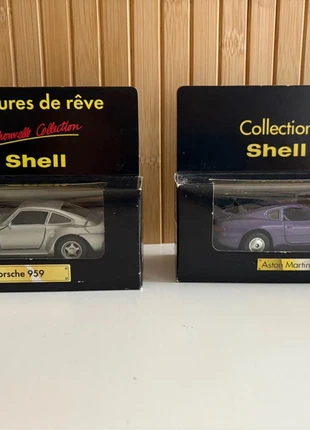 ures de rêve
Nouvelle Collection
Shell
orsche 959
Collection
Shell
Aston Martin